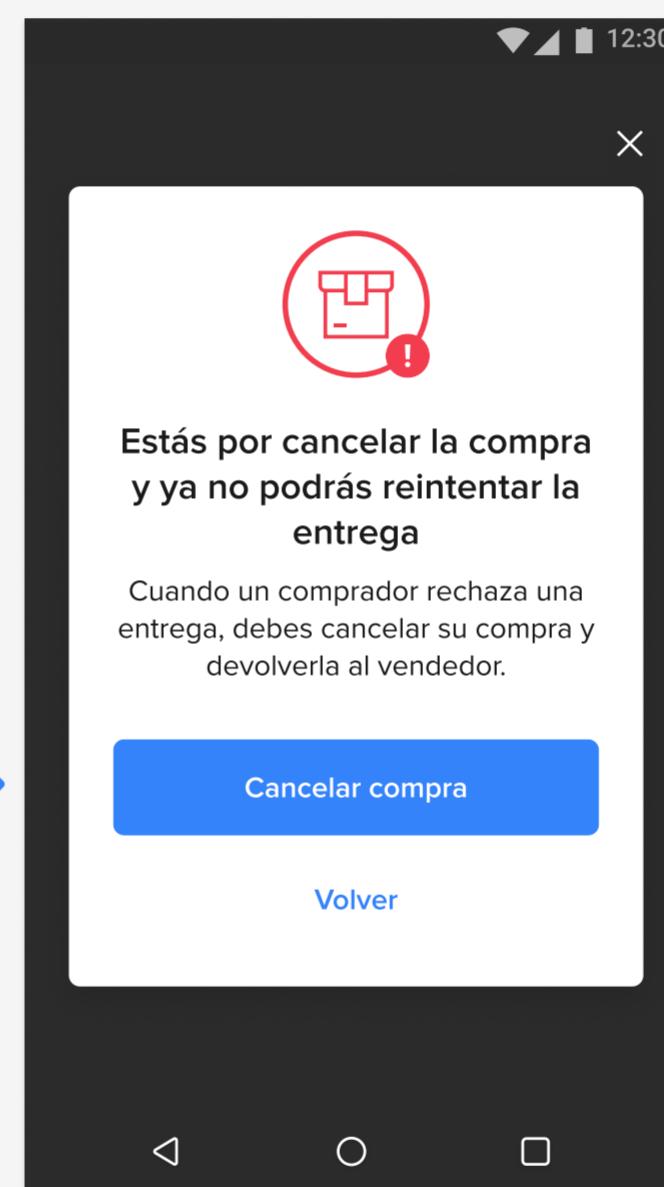 12:30
Estás por cancelar la compra
y ya no podrás reintentar la
entrega
Cuando un comprador rechaza una
entrega, debes cancelar su compra y
devolverla al vendedor.
Cancelar compra
Volver